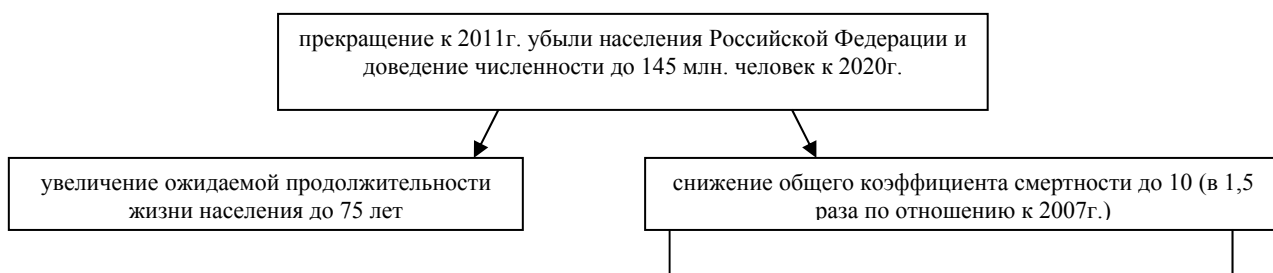 прекращение к 2011г. убыли населения Российской Федерации и
доведение численности до 145 млн. человек к 2020г.
увеличение ожидаемой продолжительности
жизни населения до 75 лет
снижение общего коэффициента смертности до 10 (в 1,5
раза по отношению к 2007г.)